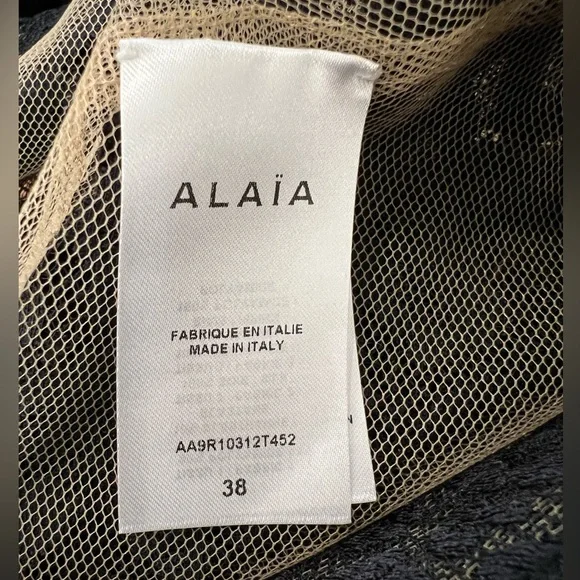 ALAÏA
FABRIQUE EN ITALIE
MADE IN ITALY
AA9R10312T452
38
N